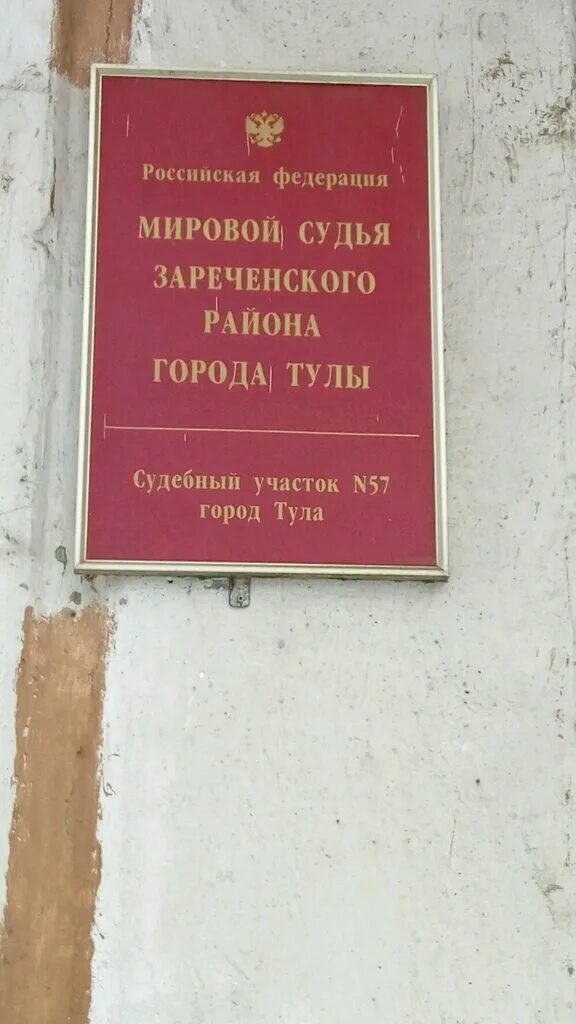 Российская федерация
МИРОВОЙ СУДЬЯ
ЗАРЕЧЕНСКОГО
РАЙОНА
ГОРОДА ТУЛЫ
Судебный участок N57
город Тула